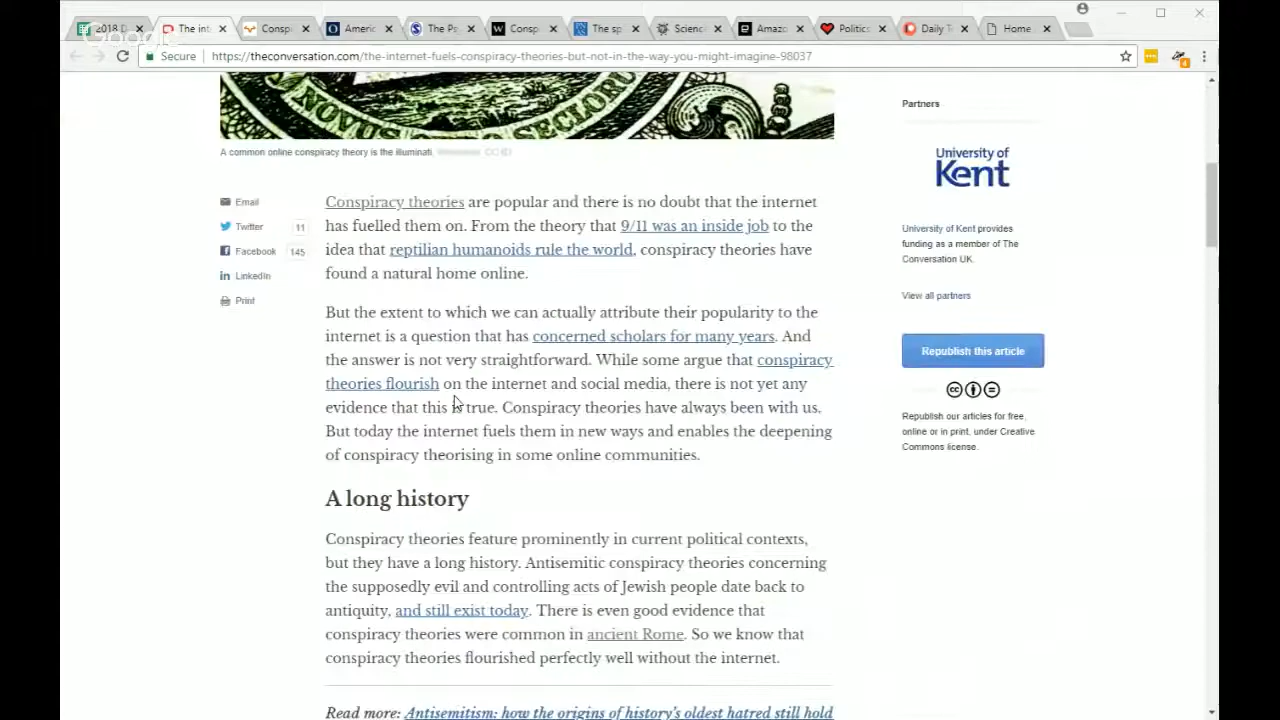 2018 D
The int
Consp
Americ
The Ps
Consp
The sp
Scienc
Amazo
Politics
Daily T
Home
Google
Secure
https://theconversation.com/the-internet-fuels-conspiracy-theories-but-not-in-the-way-you-might-imagine-98037
4
NOVUS SECLORUM
A common online conspiracy theory is the illuminati.
Partners
University of
Kent
University of Kent provides
funding as a member of The
Conversation UK.
View all partners
Republish this article
cc
Republish our articles for free,
online or in print, under Creative
Commons license.
Email
Twitter 11
Facebook 145
LinkedIn
Print
Conspiracy theories are popular and there is no doubt that the internet
has fuelled them on. From the theory that 9/11 was an inside job to the
idea that reptilian humanoids rule the world, conspiracy theories have
found a natural home online.
But the extent to which we can actually attribute their popularity to the
internet is a question that has concerned scholars for many years. And
the answer is not very straightforward. While some argue that conspiracy
theories flourish on the internet and social media, there is not yet any
evidence that this is true. Conspiracy theories have always been with us.
But today the internet fuels them in new ways and enables the deepening
of conspiracy theorising in some online communities.
A long history
Conspiracy theories feature prominently in current political contexts,
but they have a long history. Antisemitic conspiracy theories concerning
the supposedly evil and controlling acts of Jewish people date back to
antiquity, and still exist today. There is even good evidence that
conspiracy theories were common in ancient Rome. So we know that
conspiracy theories flourished perfectly well without the internet.
Read more: Antisemitism: how the origins of history's oldest hatred still hold